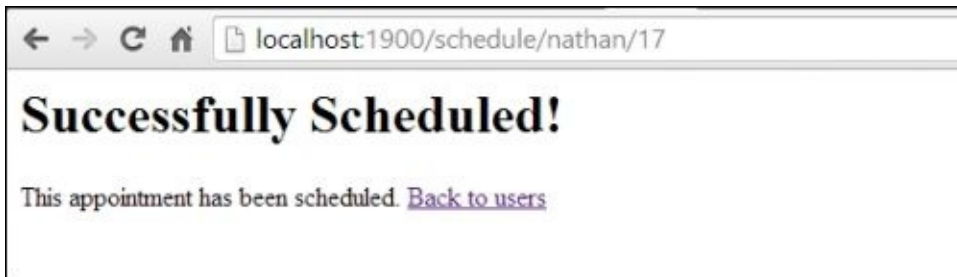 localhost:1900/schedule/nathan/17
Successfully Scheduled!
This appointment has been scheduled. Back to users